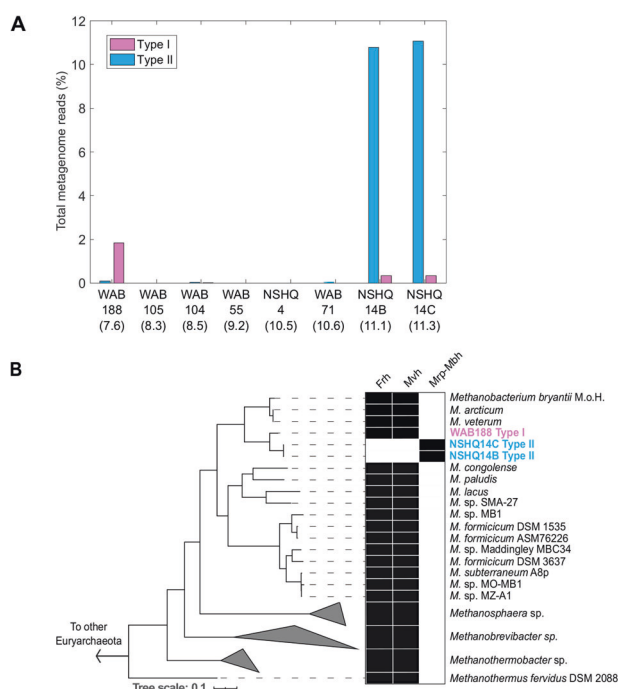 A
Type I
Type II
Total metagenome reads (%)
12
10
8
6
4
2
0
WAB 188 (7.6)
WAB 105 (8.3)
WAB 104 (8.5)
WAB 55 (9.2)
NSHQ 4 (10.5)
WAB 71 (10.6)
NSHQ 14B (11.1)
NSHQ 14C (11.3)
B
Frh
Mvh
Mrp-Mbh
Methanobacterium bryantii M.o.H.
M. arcticum
M. veterum
WAB188 Type I
NSHQ14C Type II
NSHQ14B Type II
M. congolense
M. paludis
M. lacus
M. sp. SMA-27
M. sp. MB1
M. formicicum DSM 1535
M. formicicum ASM76226
M. sp. Maddingley MBC34
M. formicicum DSM 3637
M. subterraneum A8p
M. sp. MO-MB1
M. sp. MZ-A1
Methanosphaera sp.
Methanobrevibacter sp.
Methanothermobacter sp.
Methanothermus fervidus DSM 2088
To other
Euryarchaeota
Tree scale: 0.1